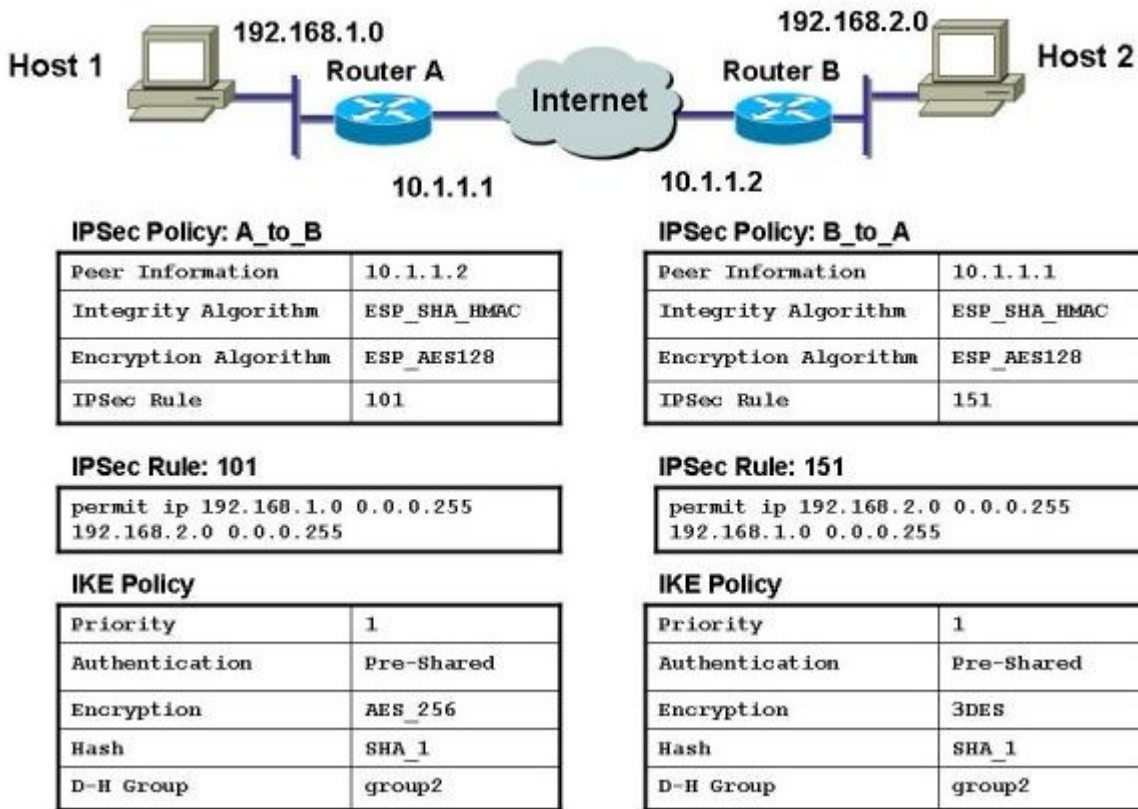 Host 1
192.168.1.0
Router A
Internet
Router B
192.168.2.0
Host 2
10.1.1.1
10.1.1.2
IPSec Policy: A_to_B
Peer Information 10.1.1.2
Integrity Algorithm ESP_SHA_HMAC
Encryption Algorithm ESP_AES128
IPSec Rule 101
IPSec Rule: 101
permit ip 192.168.1.0 0.0.0.255
192.168.2.0 0.0.0.255
IKE Policy
Priority 1
Authentication Pre-Shared
Encryption AES_256
Hash SHA_1
D-H Group group2
IPSec Policy: B_to_A
Peer Information 10.1.1.1
Integrity Algorithm ESP_SHA_HMAC
Encryption Algorithm ESP_AES128
IPSec Rule 151
IPSec Rule: 151
permit ip 192.168.2.0 0.0.0.255
192.168.1.0 0.0.0.255
IKE Policy
Priority 1
Authentication Pre-Shared
Encryption 3DES
Hash SHA_1
D-H Group group2